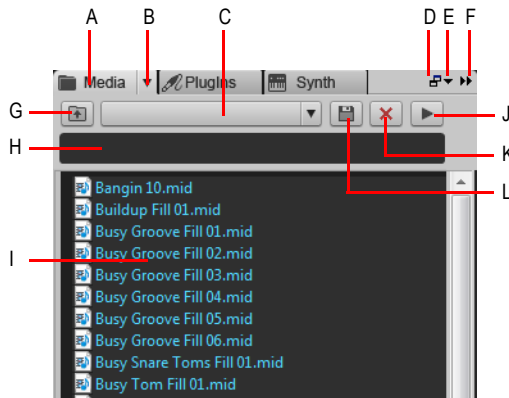 A B C D E F
Media PlugIns Synth
G J
H K
L
Bangin 10.mid
Buildup Fill 01.mid
Busy Groove Fill 01.mid
I Busy Groove Fill 02.mid
Busy Groove Fill 03.mid
Busy Groove Fill 04.mid
Busy Groove Fill 05.mid
Busy Groove Fill 06.mid
Busy Snare Toms Fill 01.mid
Busy Tom Fill 01.mid